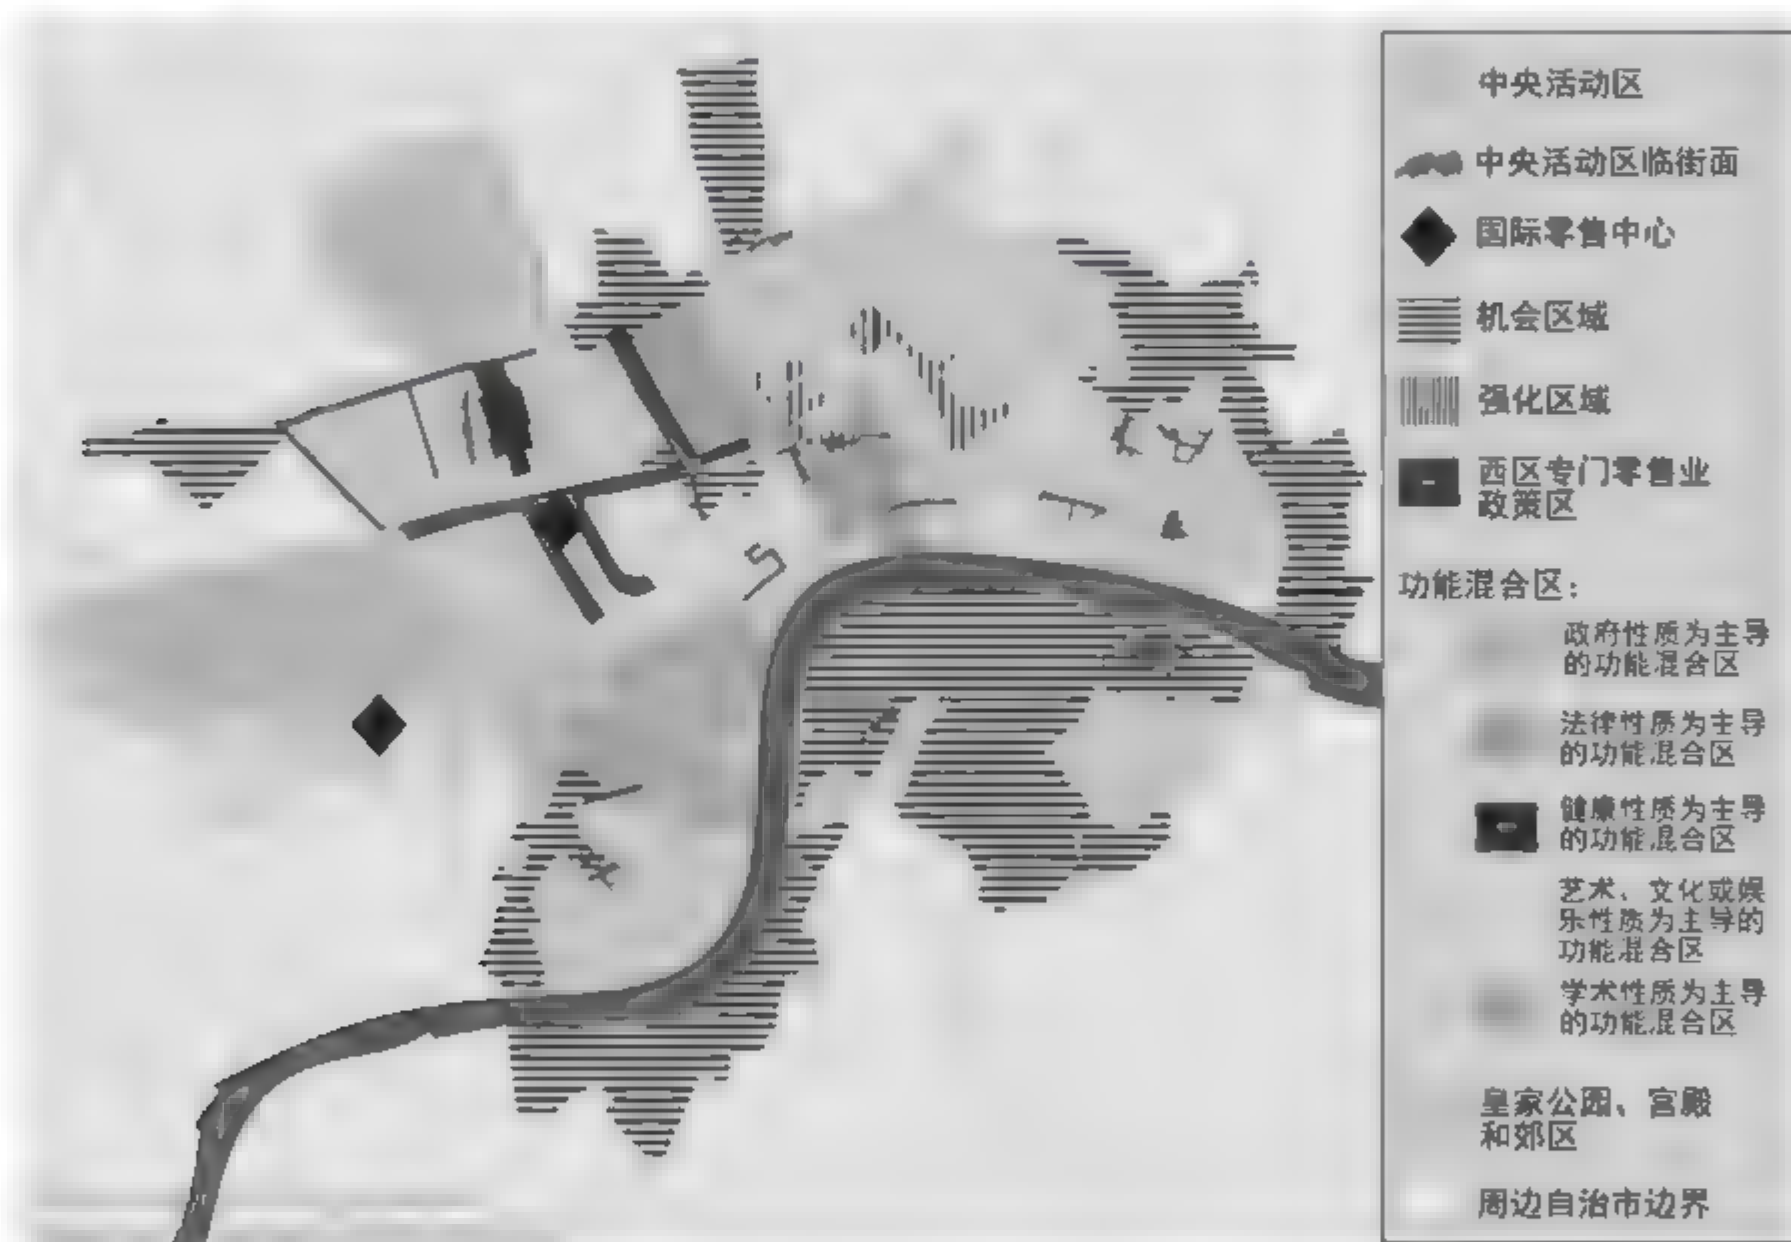 中央活动区
中央活动区临街面
国际零售中心
机会区域
强化区域
西区专门零售业
政策区
功能混合区：
政府性质为主导
的功能混合区
法律性质为主导
的功能混合区
健康性质为主导
的功能混合区
艺术、文化或娱
乐性质为主导的
功能混合区
学术性质为主导
的功能混合区
皇家公园、宫殿
和郊区
周边自治市边界